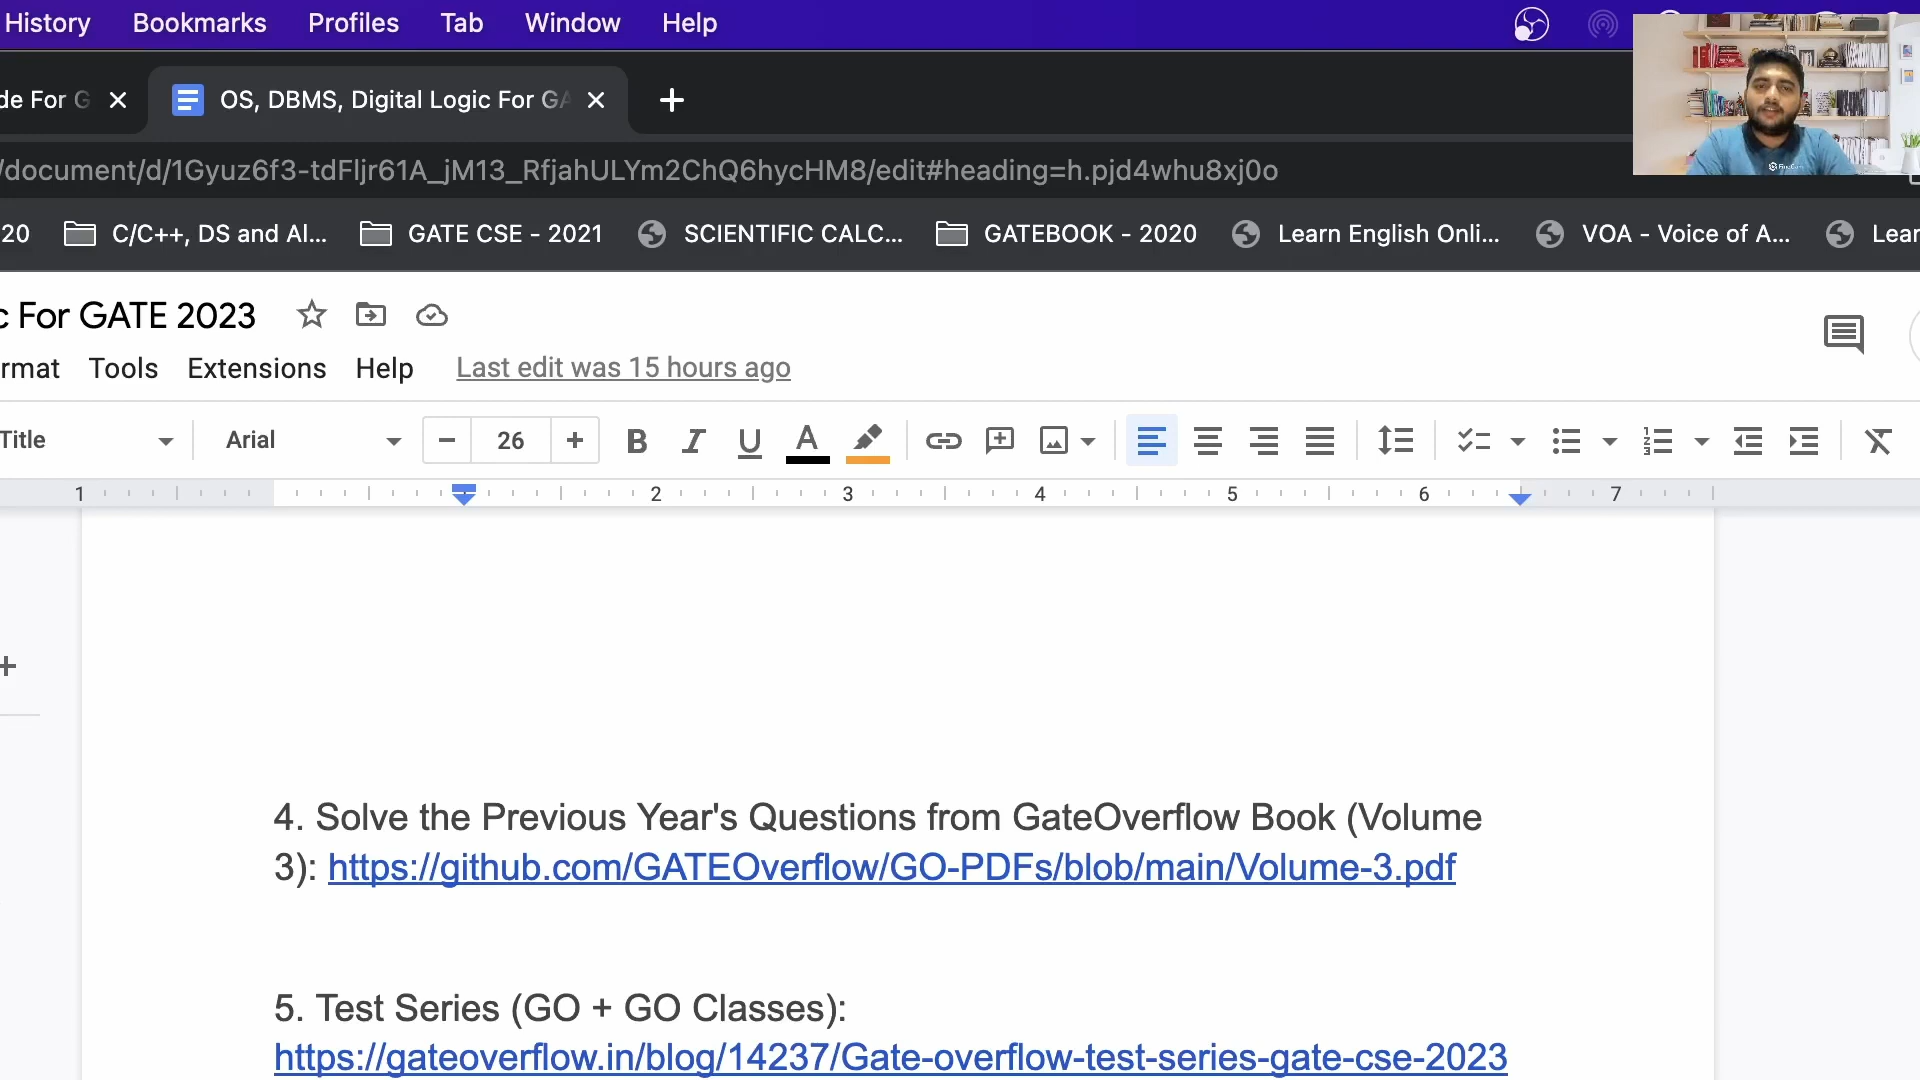 History Bookmarks Profiles Tab Window Help
de For G OS, DBMS, Digital Logic For GA
/document/d/1Gyuz6f3-tdFljr61A_jM13_RfjahULYm2ChQ6hycHM8/edit#heading=h.pjd4whu8xj0o
20 C/C++, DS and Al... GATE CSE - 2021 SCIENTIFIC CALC... GATEBOOK - 2020 Learn English Onli... VOA - Voice of A... Lear
c For GATE 2023
rmat Tools Extensions Help Last edit was 15 hours ago
Title Arial 26
1 2 3 4 5 6 7
4. Solve the Previous Year's Questions from GateOverflow Book (Volume
3): https://github.com/GATEOverflow/GO-PDFs/blob/main/Volume-3.pdf
5. Test Series (GO + GO Classes):
https://gateoverflow.in/blog/14237/Gate-overflow-test-series-gate-cse-2023